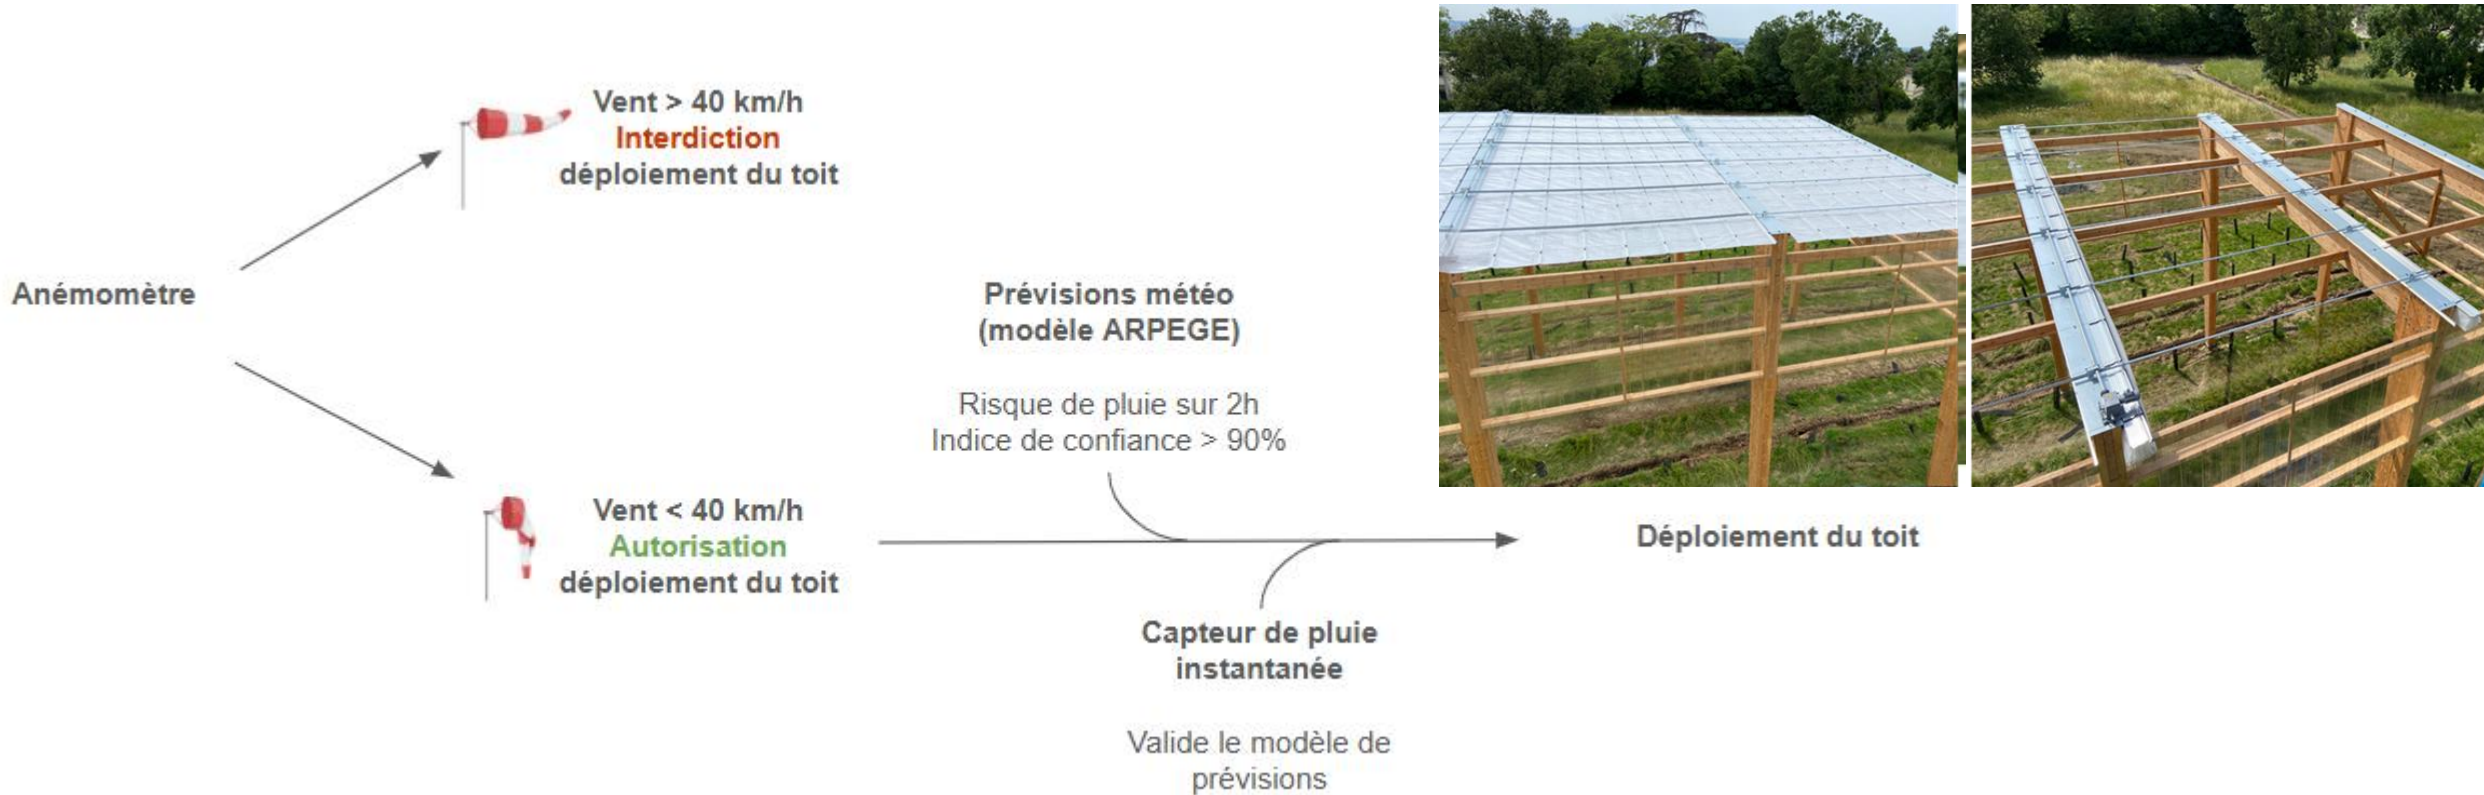 Vent > 40 km/h
Interdiction
déploiement du toit
Anémomètre
Prévisions météo
(modèle ARPEGE)
Risque de pluie sur 2h
Indice de confiance > 90%
Vent < 40 km/h
Autorisation
déploiement du toit
Déploiement du toit
Capteur de pluie
instantanée
Valide le modèle de
prévisions